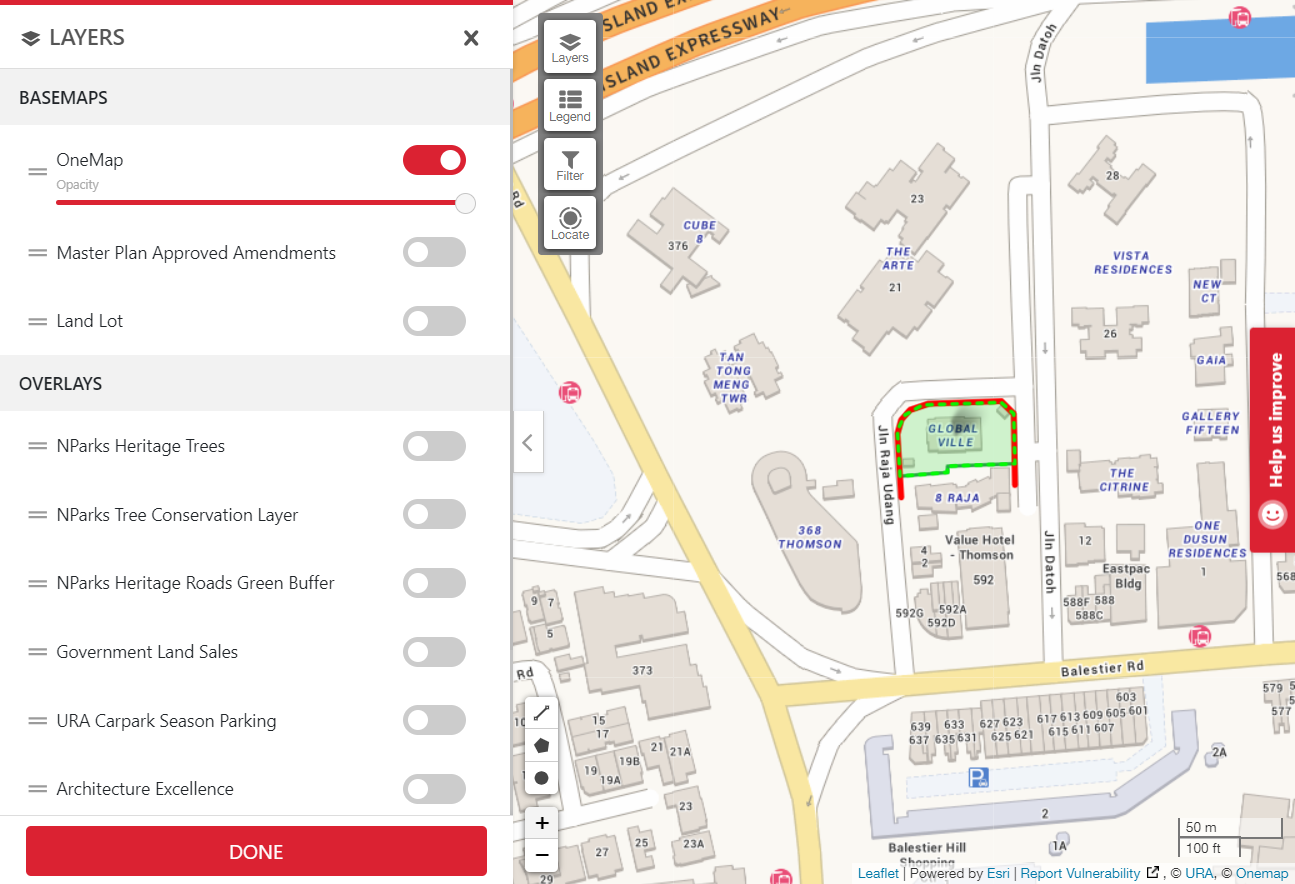 LAYERS
BASEMAPS
OneMap
Opacity
Master Plan Approved Amendments
Land Lot
OVERLAYS
NParks Heritage Trees
NParks Tree Conservation Layer
NParks Heritage Roads Green Buffer
Government Land Sales
URA Carpark Season Parking
Architecture Excellence
DONE
Layers
Legend
Filter
Locate
ISLAND EXPRESSWAY
ISLAND EXPRESSWAY
Jln Datoh
Rd
CUBE
8
376
23
THE
ARTE
21
28
VISTA
RESIDENCES
NEW
CT
26
GAIA
TAN
TONG
MENG
TWR
GLOBAL
VILLE
GALLERY
FIFTEEN
Help us improve
Jln Raja Udang
8 RAJA
THE
CITRINE
368
THOMSON
Value Hotel
- Thomson
592
4
2
592G
592A
592D
Jln Datoh
12
Eastpac
Bldg
588F
588
588C
ONE
DUSUN
RESIDENCES
1
568
9
7
5
373
Rd
Balestier Rd
15
17
21
21A
19
19B
19A
23
25
23A
27
29
639 633 627 623 617 613 609 605 601
603
637 635 631 625 621 615 611 607
579
577
2A
2
1A
Balestier Hill
Shopping
+
−
50 m
100 ft
Leaflet | Powered by Esri | Report Vulnerability , © URA, © Onemap